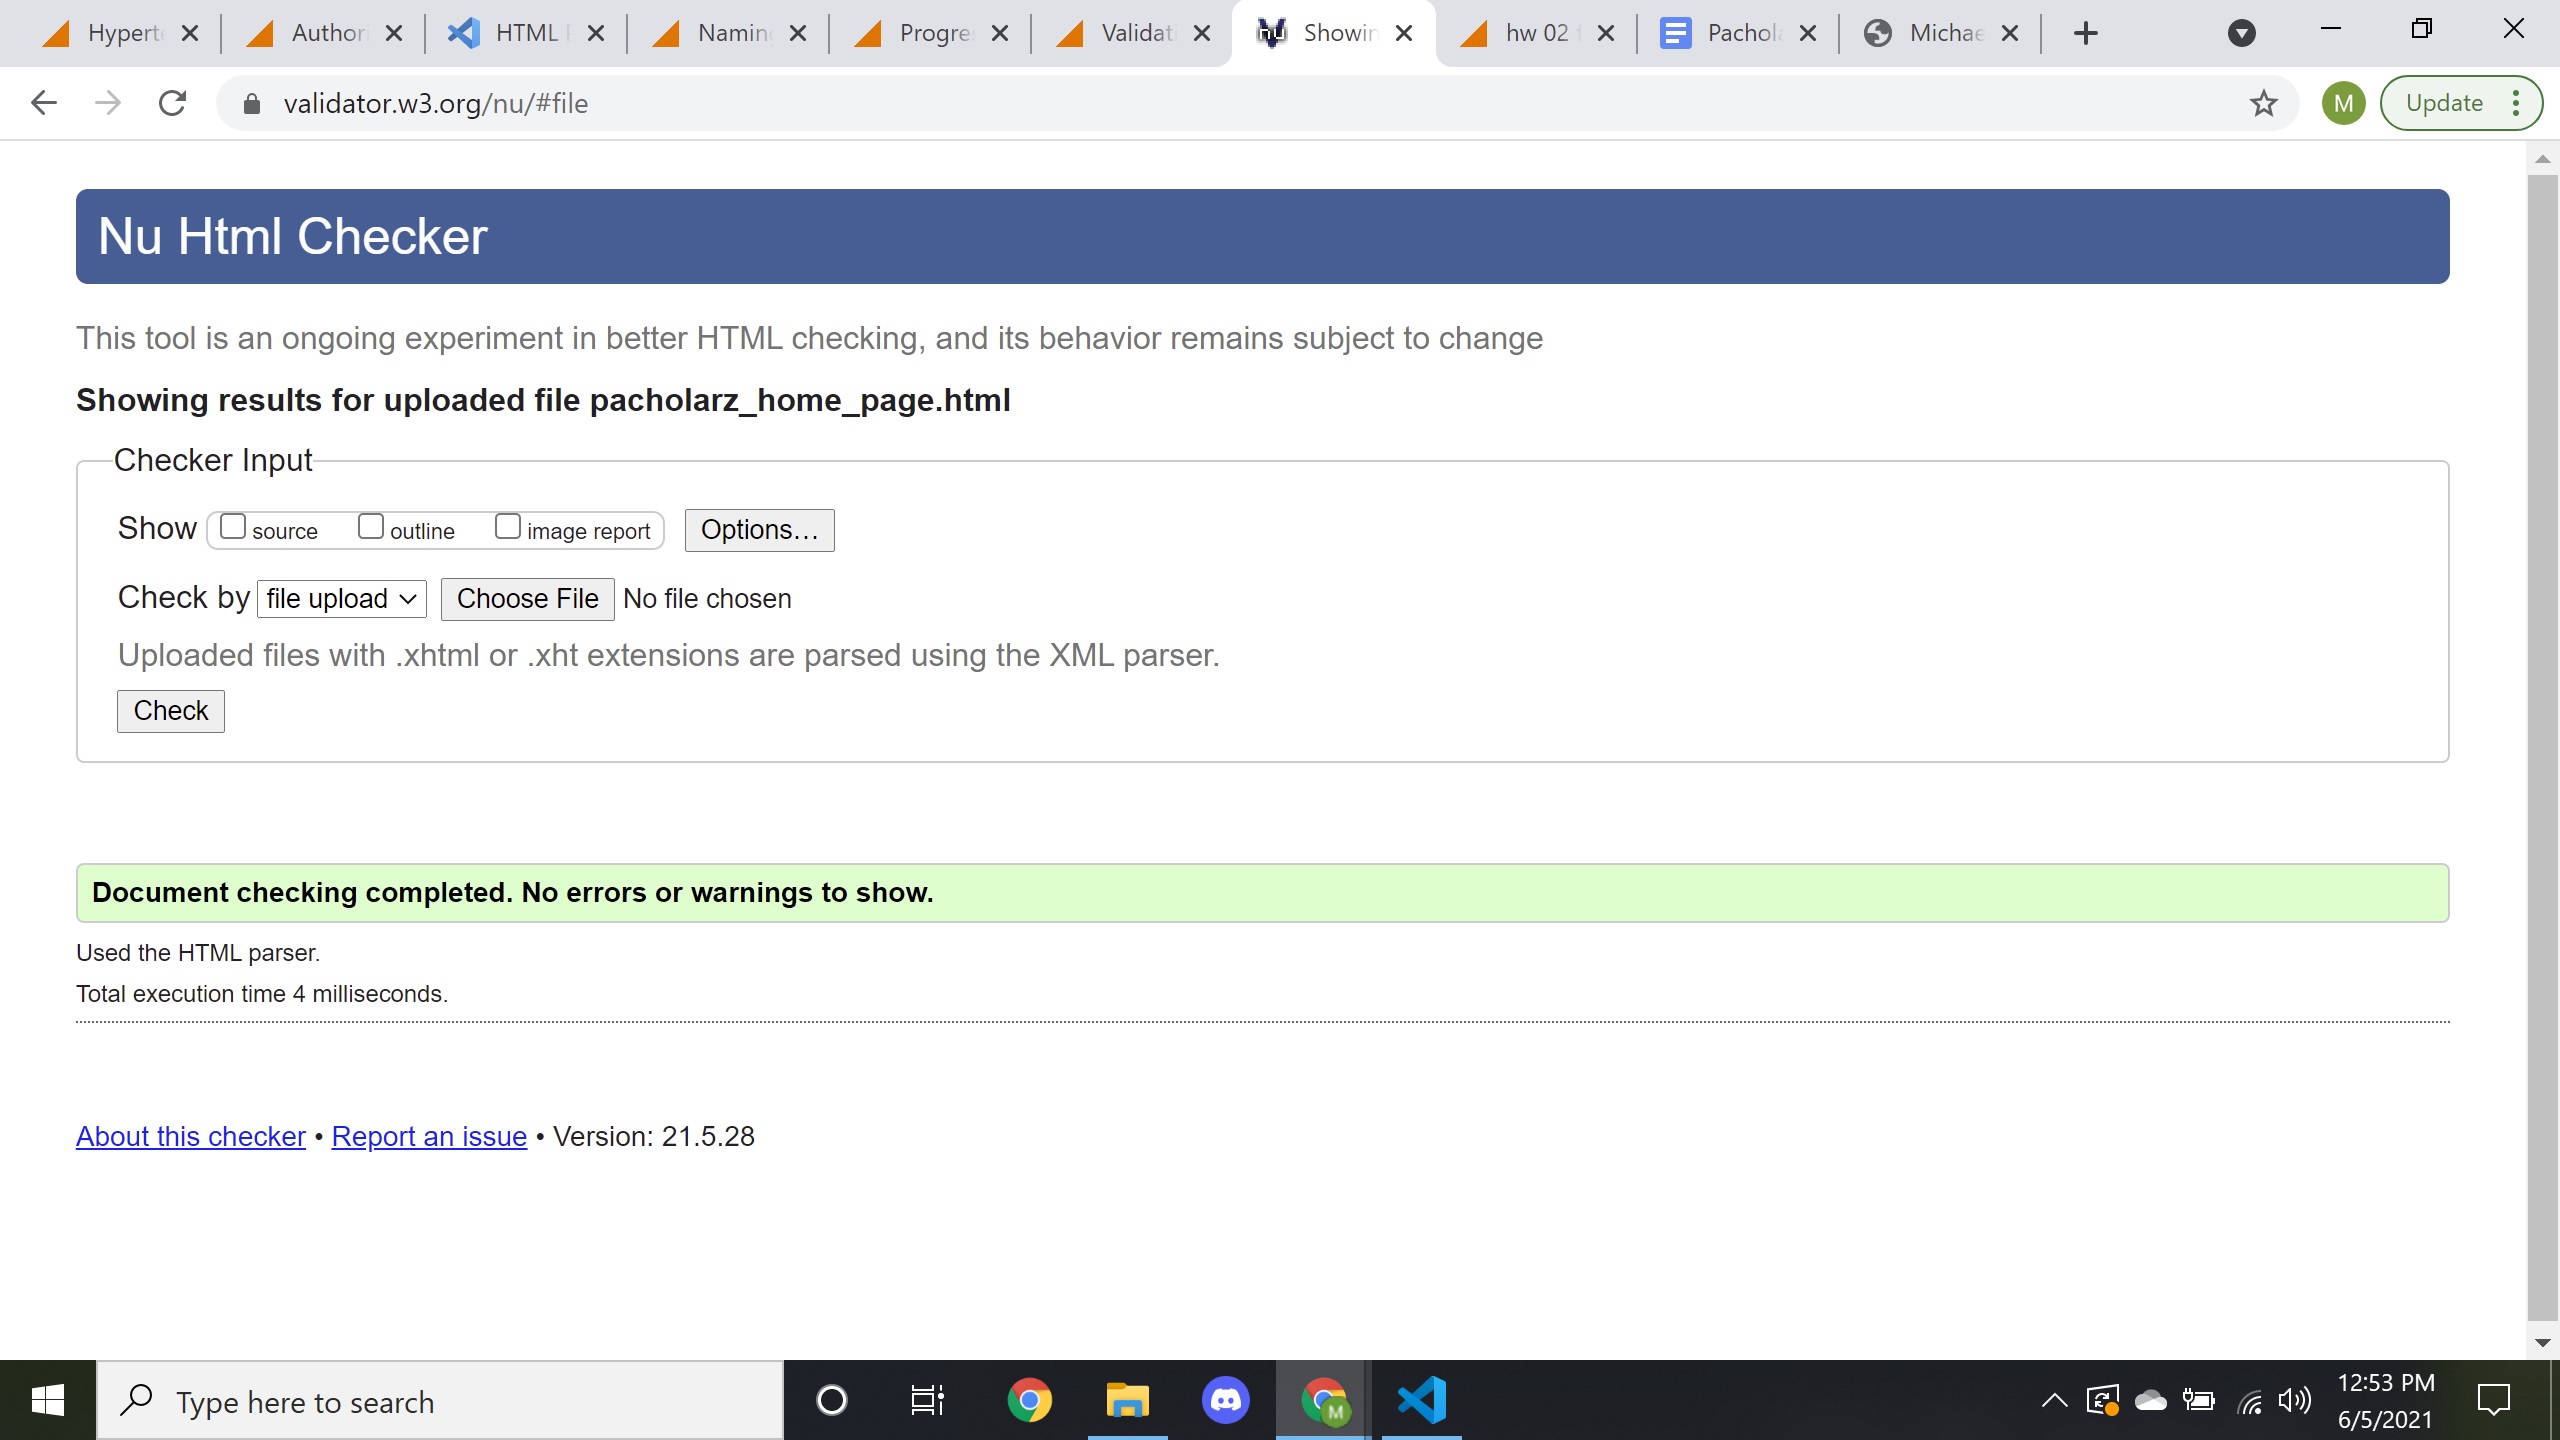 Hyperte
Authori
HTML
Naming
Progre
Validati
Showin
hw 02
Pachola
Michae
validator.w3.org/nu/#file
M
Update
Nu Html Checker
This tool is an ongoing experiment in better HTML checking, and its behavior remains subject to change
Showing results for uploaded file pacholarz_home_page.html
Checker Input
Show source outline image report Options...
Check by file upload Choose File No file chosen
Uploaded files with .xhtml or .xht extensions are parsed using the XML parser.
Check
Document checking completed. No errors or warnings to show.
Used the HTML parser.
Total execution time 4 milliseconds.
About this checker • Report an issue • Version: 21.5.28
Type here to search
M
12:53 PM
6/5/2021